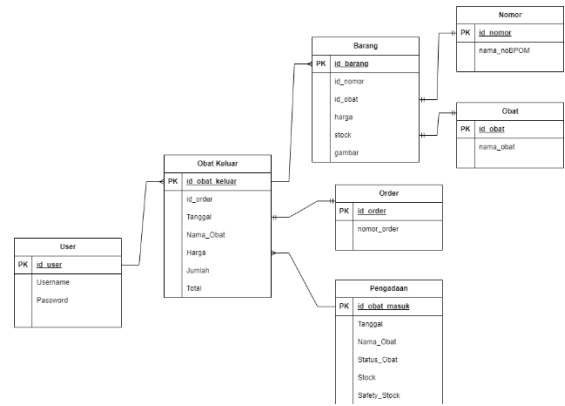 Nomor
PK id_nomor
nama_noBPOM
Barang
PK id_barang
id_nomor
id_obat
harga
stock
gambar
Obat
PK id_obat
nama_obat
Obat Keluar
PK id_obat_keluar
id_order
Tanggal
Nama_Obat
Harga
Jumlah
Total
Order
PK id_order
nomor_order
User
PK id_user
Username
Password
Pengadaan
PK id_obat_masuk
Tanggal
Nama_Obat
Status_Obat
Stock
Safety_Stock